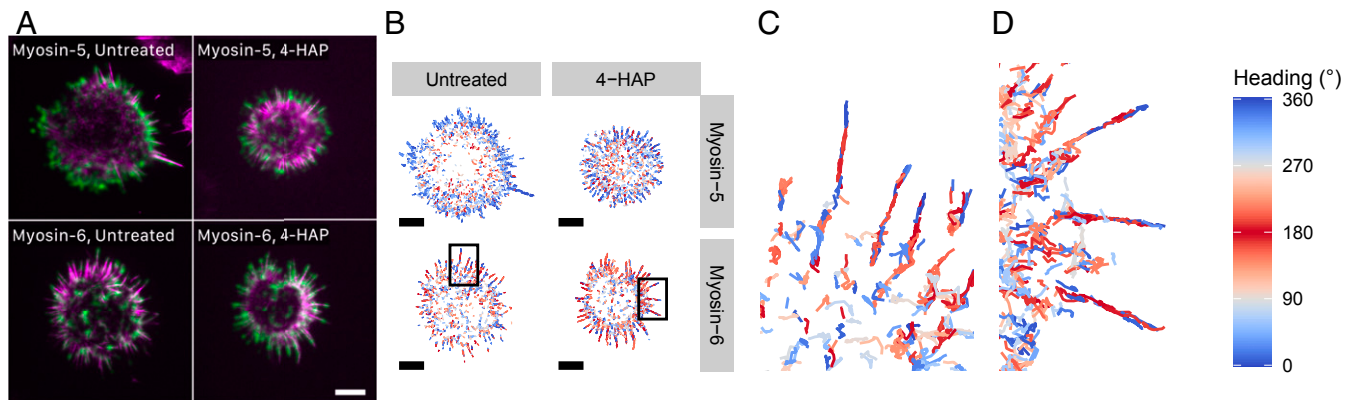 A
B
C
D
Myosin-5, Untreated
Myosin-5, 4-HAP
Myosin-6, Untreated
Myosin-6, 4-HAP
Untreated
4−HAP
Myosin−5
Myosin−6
Heading (°)
360
270
180
90
0